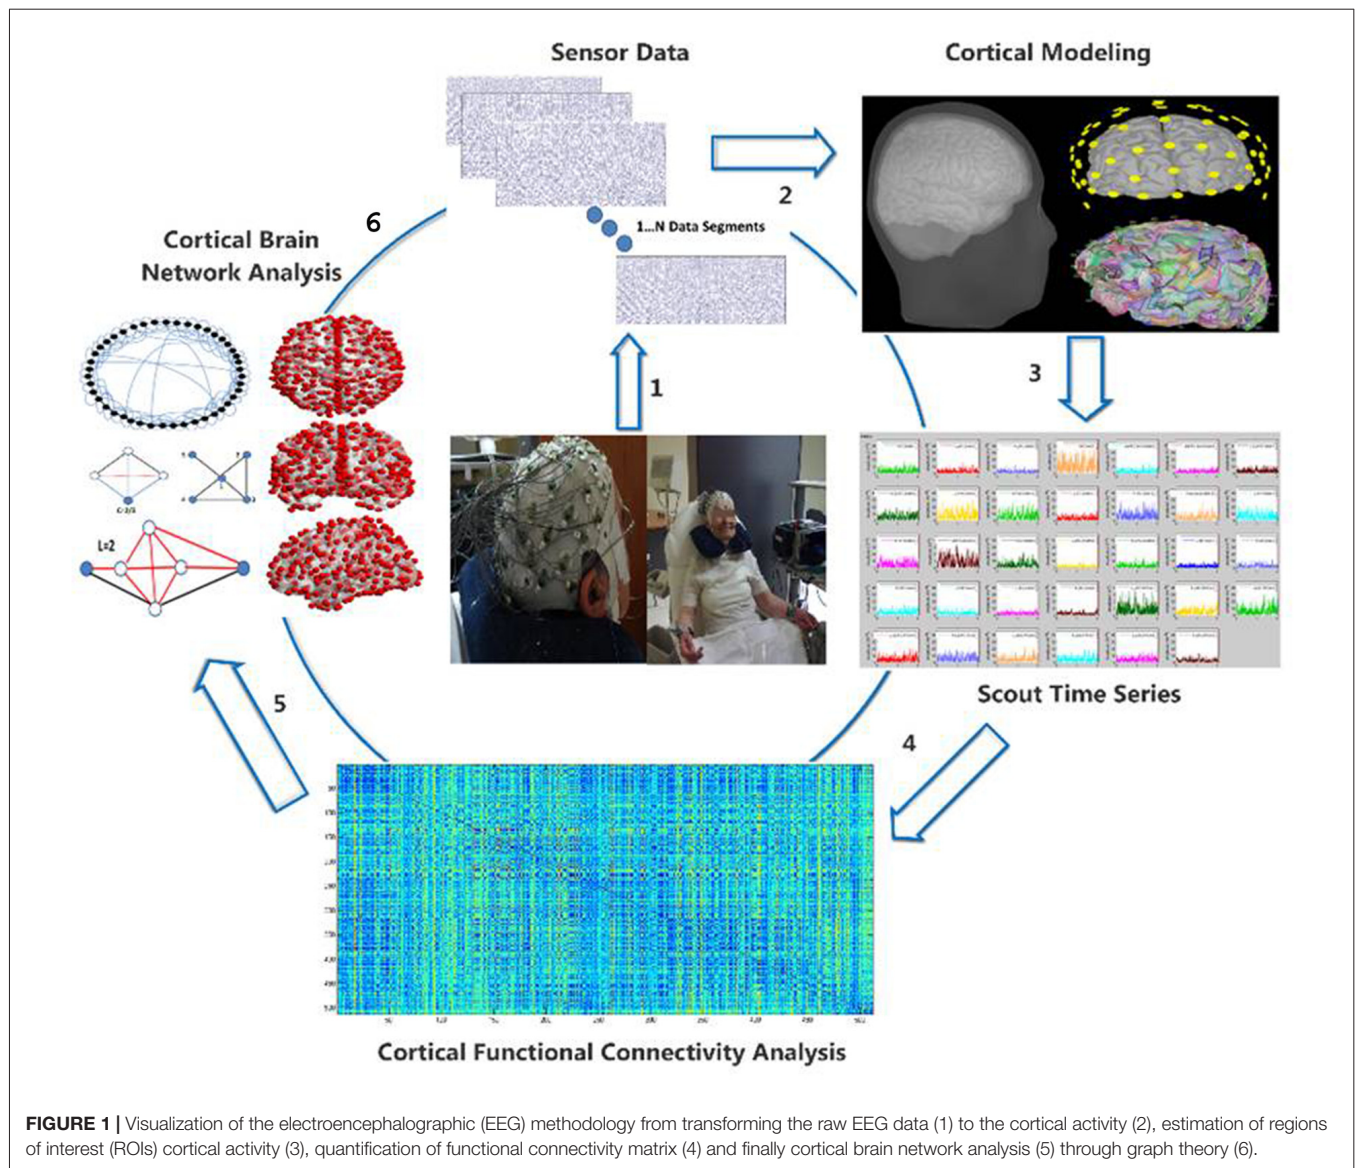 Sensor Data
Cortical Modeling
2
1...N Data Segments
6
Cortical Brain
Network Analysis
1
3
L=2
Scout Time Series
5
4
Cortical Functional Connectivity Analysis
FIGURE 1 | Visualization of the electroencephalographic (EEG) methodology from transforming the raw EEG data (1) to the cortical activity (2), estimation of regions
of interest (ROIs) cortical activity (3), quantification of functional connectivity matrix (4) and finally cortical brain network analysis (5) through graph theory (6).